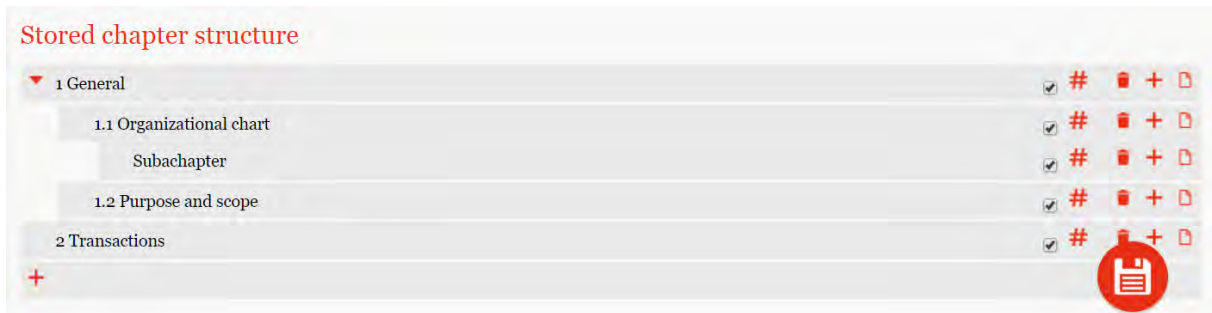 Stored chapter structure
1 General #
1.1 Organizational chart #
Subachapter #
1.2 Purpose and scope #
2 Transactions #